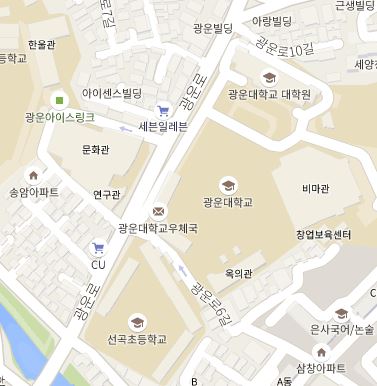 근생빌딩
아랑빌딩
광운로7길
광운빌딩
한울관
광운로10길
등학교
세양
아이센스빌딩
광운로
광운대학교 대학원
광운아이스링크
세븐일레븐
문화관
비마관
송암아파트
연구관
광운대학교
광운대학교우체국
창업보육센터
CU
옥의관
광운로
광운로6길
C
선곡초등학교
은사국어/논술
삼창아파트
B
A동